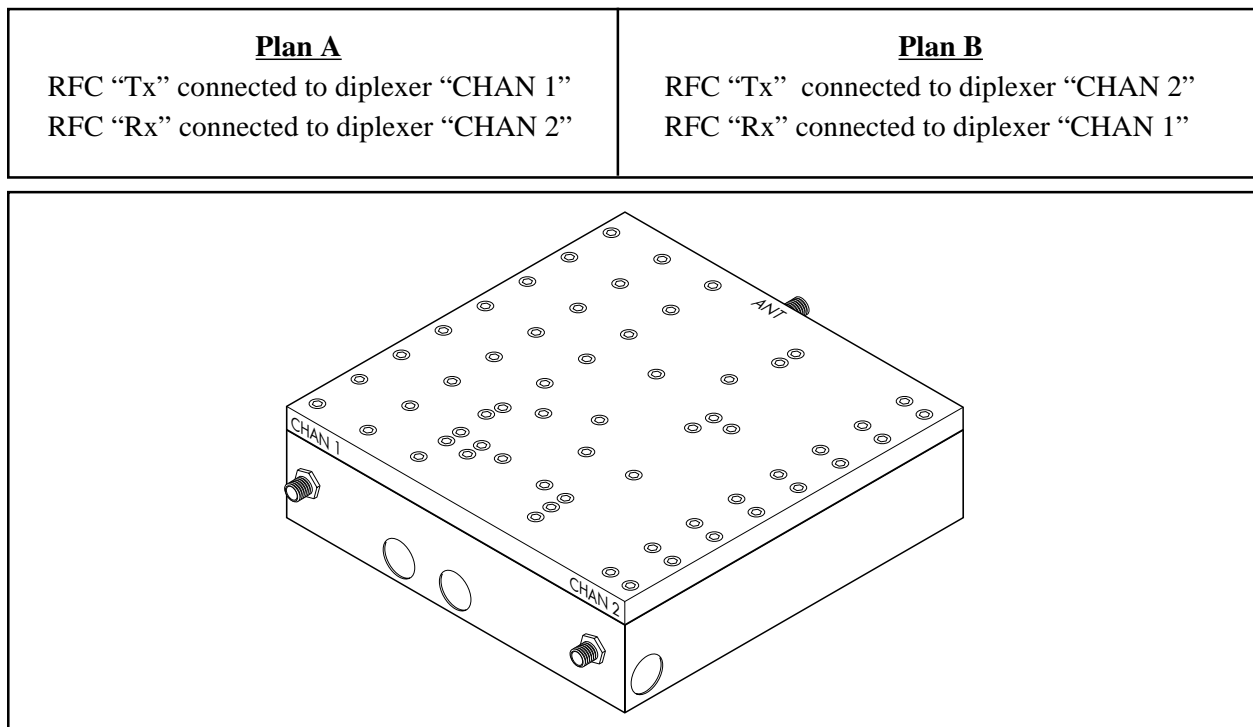 Plan A
RFC “Tx” connected to diplexer “CHAN 1”
RFC “Rx” connected to diplexer “CHAN 2”
Plan B
RFC “Tx”  connected to diplexer “CHAN 2”
RFC “Rx” connected to diplexer “CHAN 1”
ANT
CHAN 1
CHAN 2